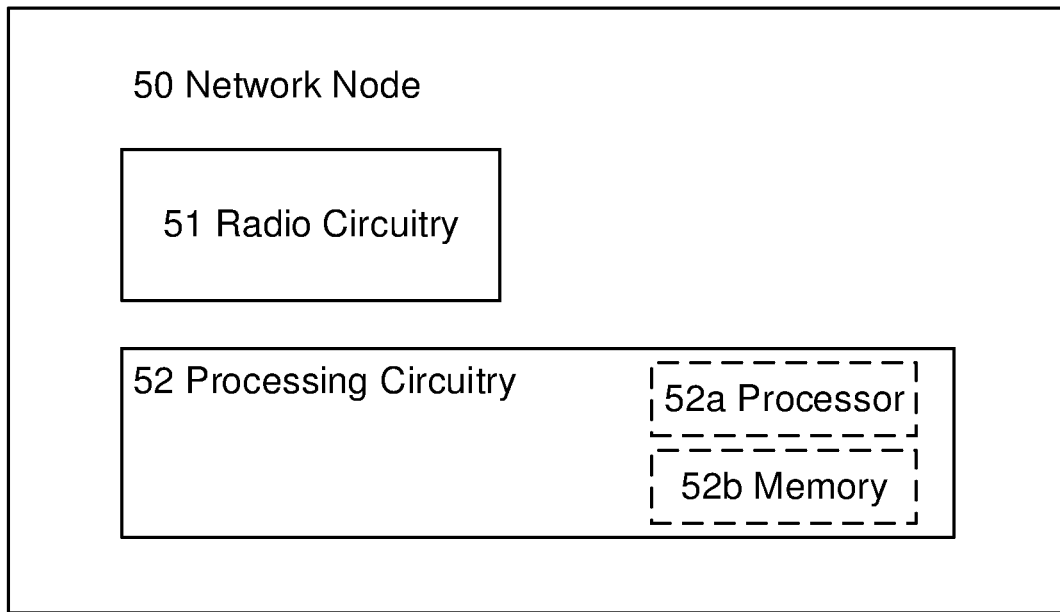 50 Network Node
51 Radio Circuitry
52 Processing Circuitry
52a Processor
52b Memory